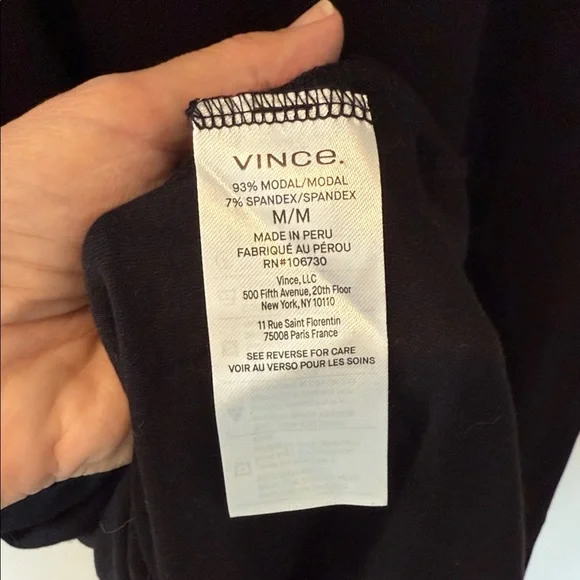 VINCE.
93% MODAL/MODAL
7% SPANDEX/SPANDEX
M/M
MADE IN PERU
FABRIQUÉ AU PÉROU
RN#106730
Vince, LLC
500 Fifth Avenue, 20th Floor
New York, NY 10110
11 Rue Saint Florentin
75008 Paris France
SEE REVERSE FOR CARE
VOIR AU VERSO POUR LES SOINS